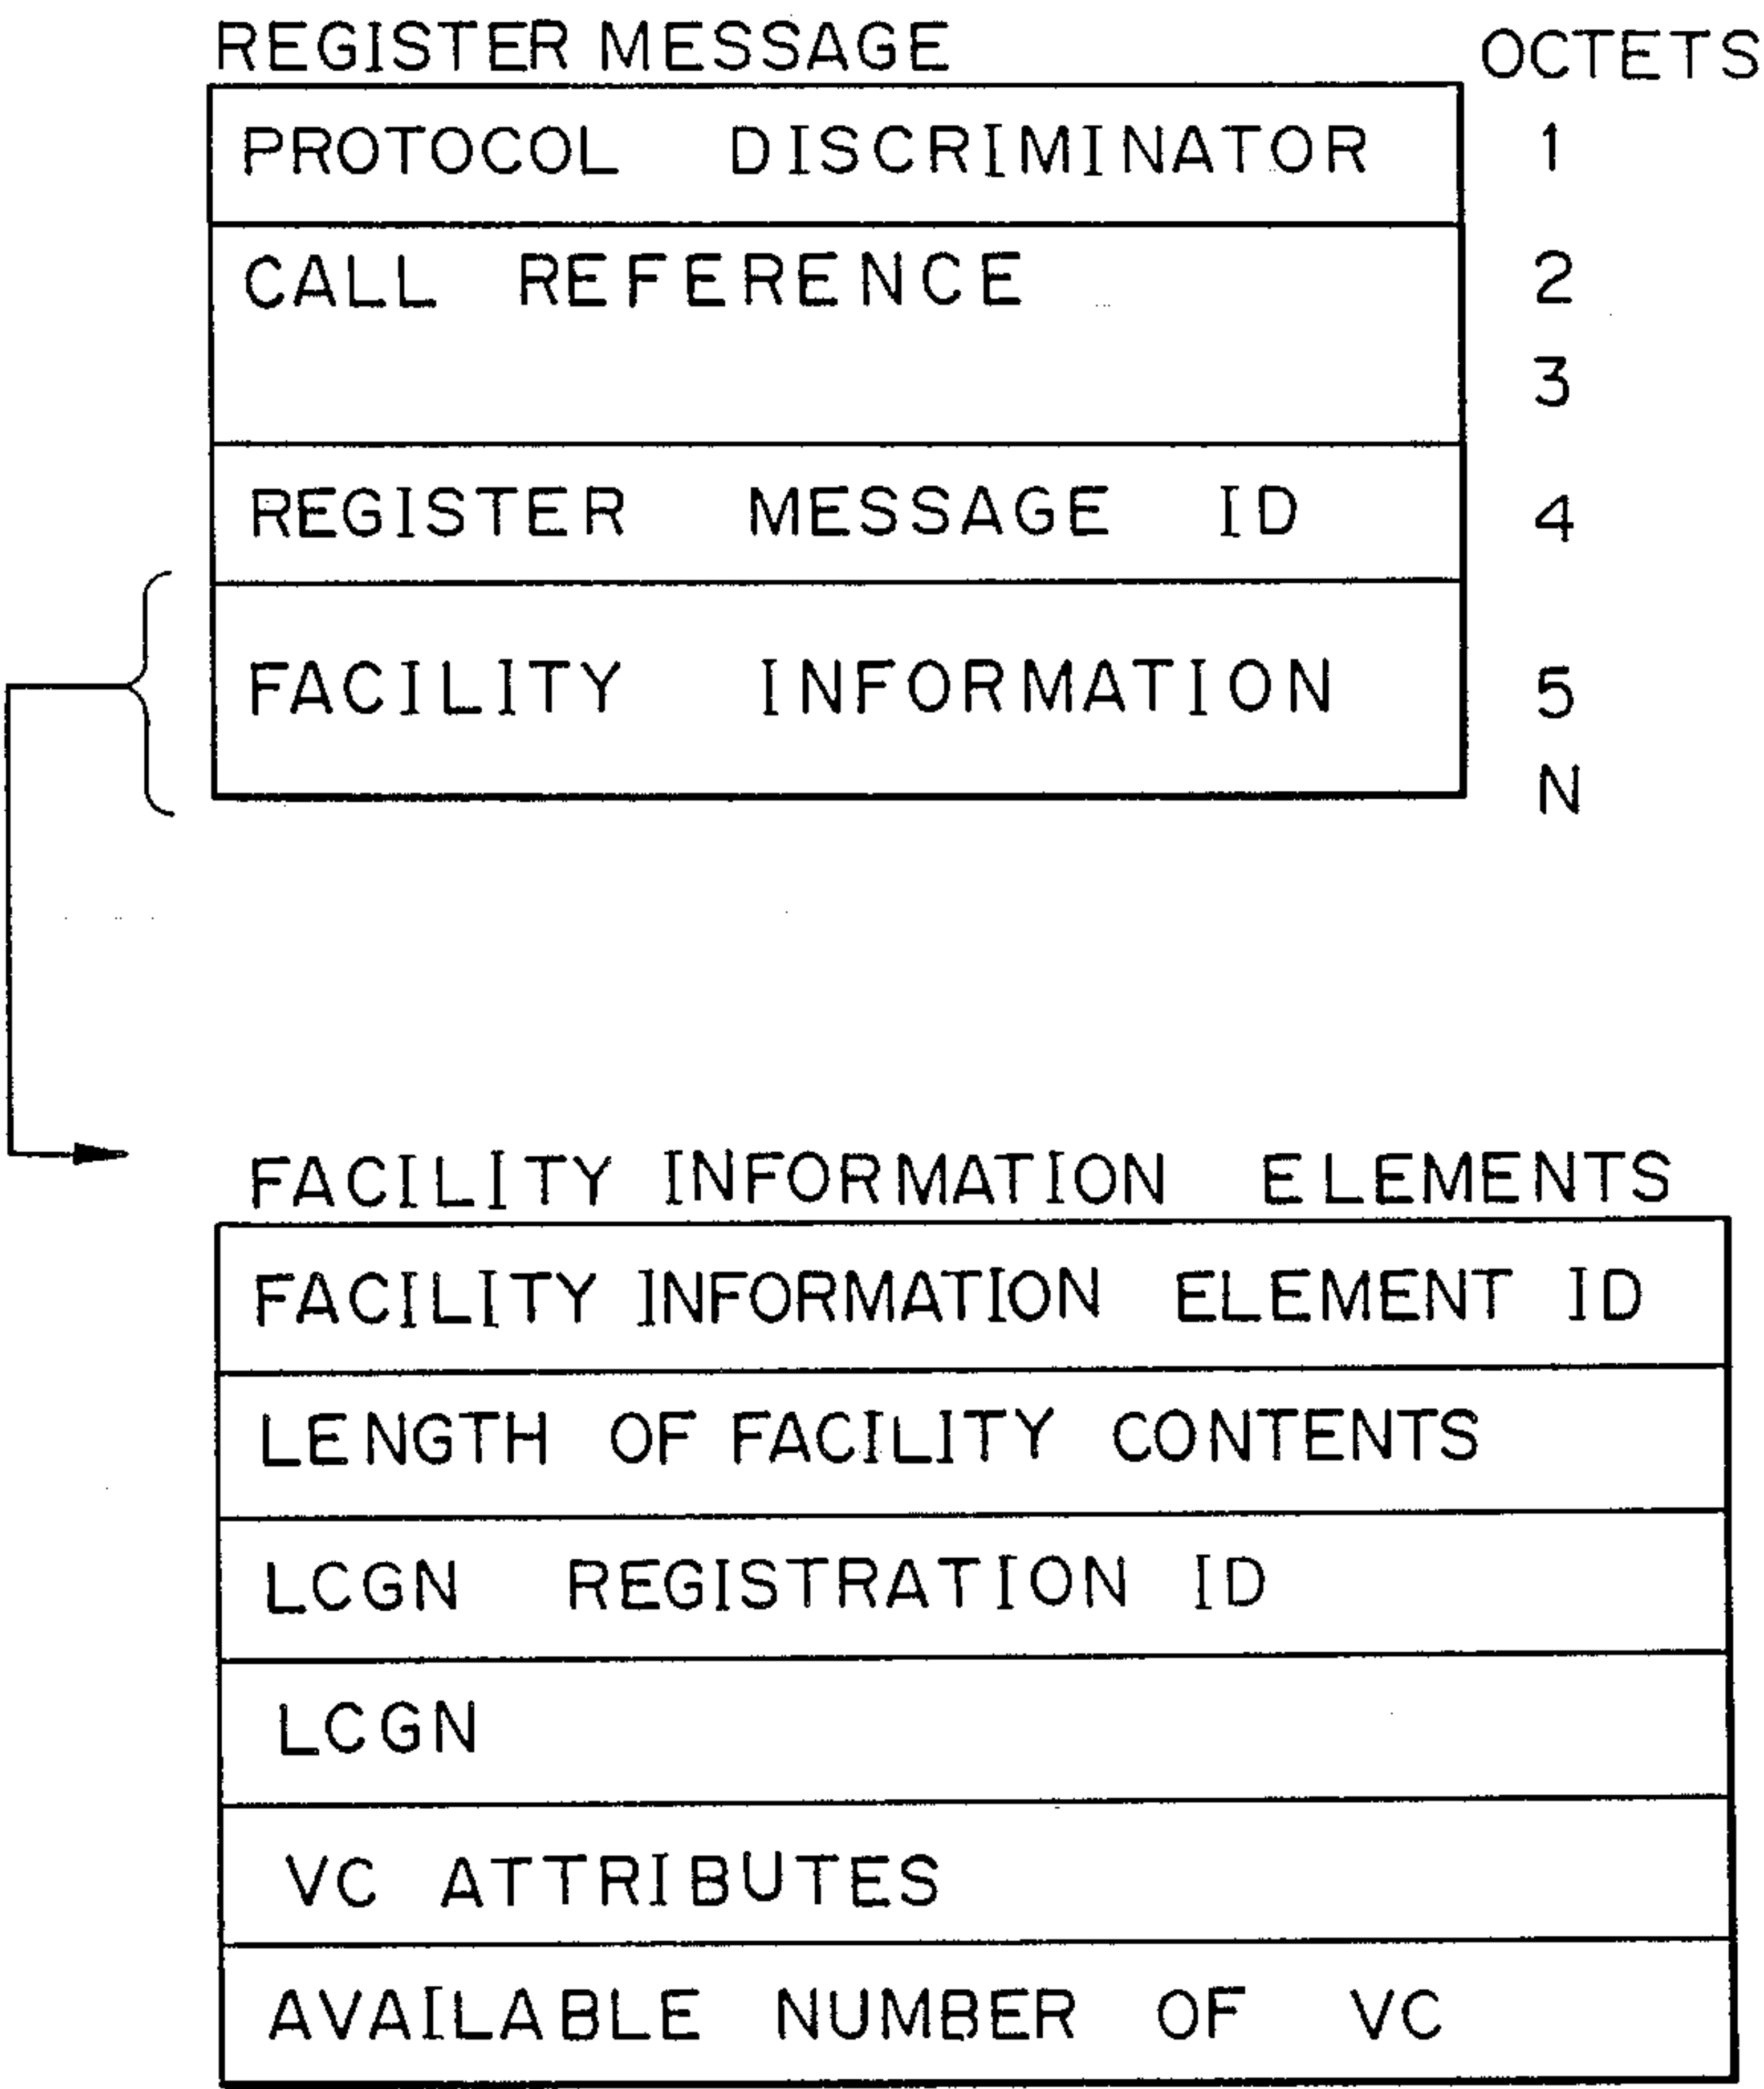 REGISTER MESSAGE OCTETS
PROTOCOL DISCRIMINATOR 1
CALL REFERENCE 2
3
REGISTER MESSAGE ID 4
FACILITY INFORMATION 5
N
FACILITY INFORMATION ELEMENTS
FACILITY INFORMATION ELEMENT ID
LENGTH OF FACILITY CONTENTS
LCGN REGISTRATION ID
LCGN
VC ATTRIBUTES
AVAILABLE NUMBER OF VC